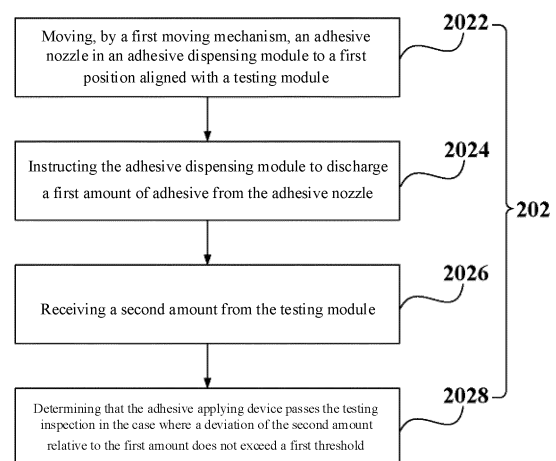 2022
Moving, by a first moving mechanism, an adhesive
nozzle in an adhesive dispensing module to a first
position aligned with a testing module
2024
Instructing the adhesive dispensing module to discharge
a first amount of adhesive from the adhesive nozzle
202
2026
Receiving a second amount from the testing module
2028
Determining that the adhesive applying device passes the testing
inspection in the case where a deviation of the second amount
relative to the first amount does not exceed a first threshold